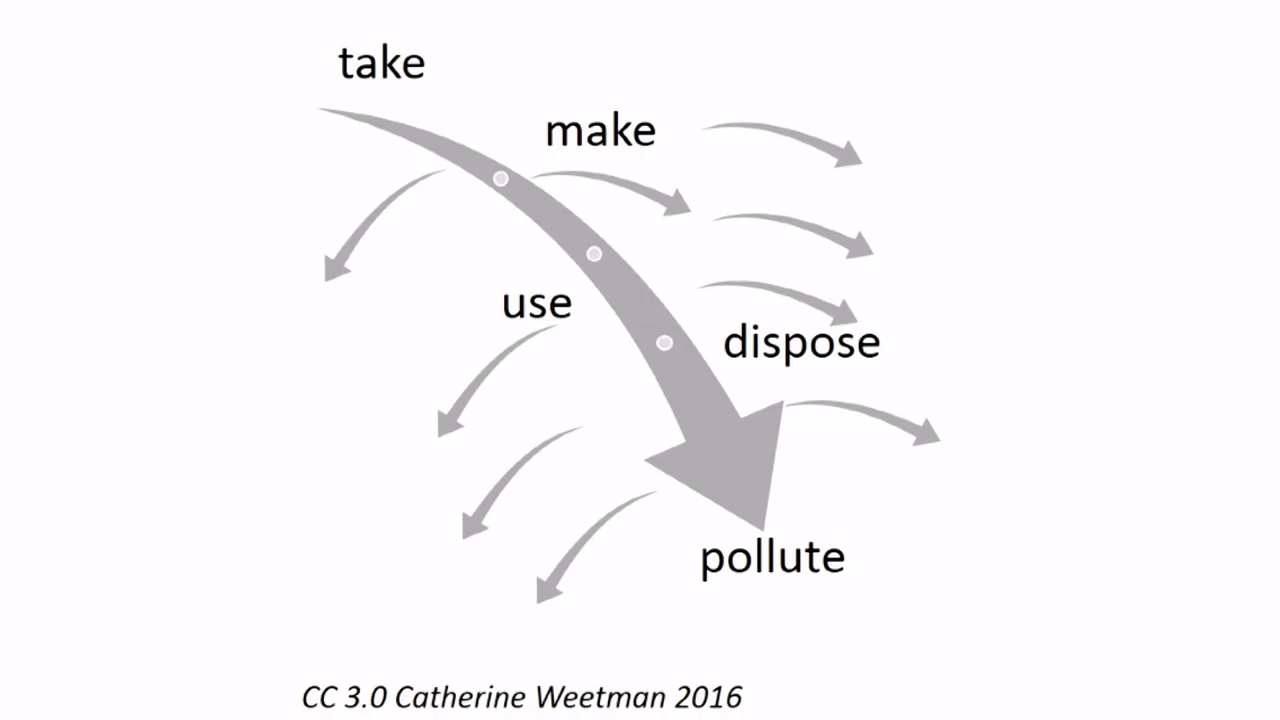 take
make
use
dispose
pollute
CC 3.0 Catherine Weetman 2016